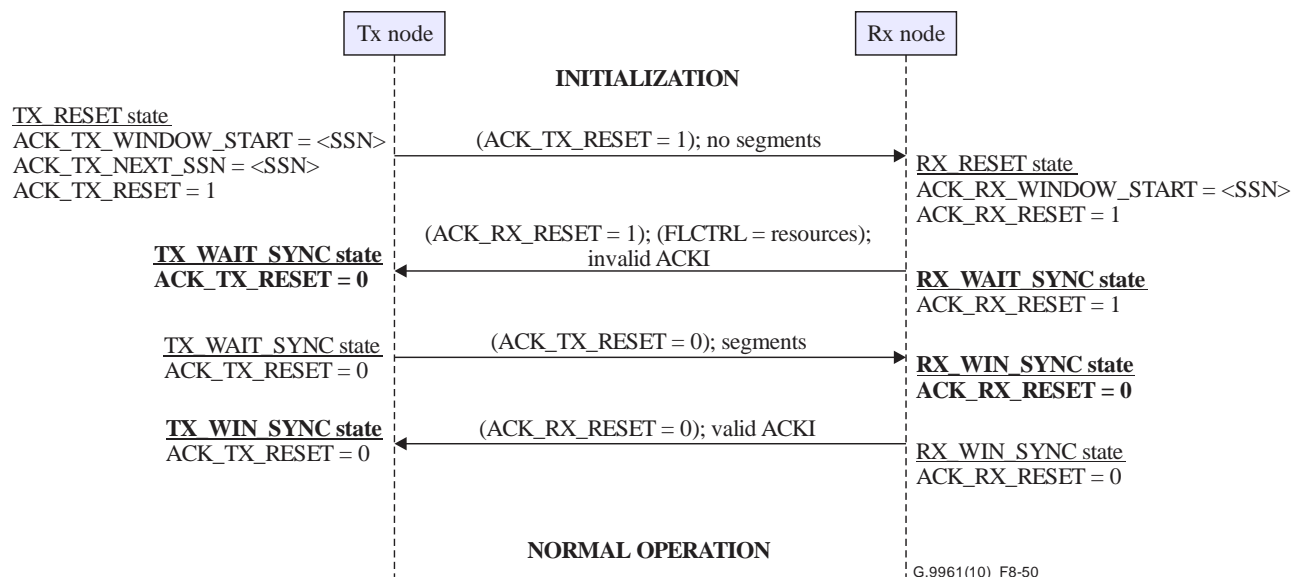 Tx node
Rx node
INITIALIZATION
TX_RESET state
ACK_TX_WINDOW_START = <SSN>
ACK_TX_NEXT_SSN = <SSN>
ACK_TX_RESET = 1
(ACK_TX_RESET = 1); no segments
RX_RESET state
ACK_RX_WINDOW_START = <SSN>
ACK_RX_RESET = 1
(ACK_RX_RESET = 1); (FLCTRL = resources);
invalid ACKI
TX_WAIT_SYNC state
ACK_TX_RESET = 0
RX_WAIT_SYNC state
ACK_RX_RESET = 1
TX_WAIT_SYNC state
ACK_TX_RESET = 0
(ACK_TX_RESET = 0); segments
RX_WIN_SYNC state
ACK_RX_RESET = 0
TX_WIN_SYNC state
ACK_TX_RESET = 0
(ACK_RX_RESET = 0); valid ACKI
RX_WIN_SYNC state
ACK_RX_RESET = 0
NORMAL OPERATION
G.9961(10)_F8-50